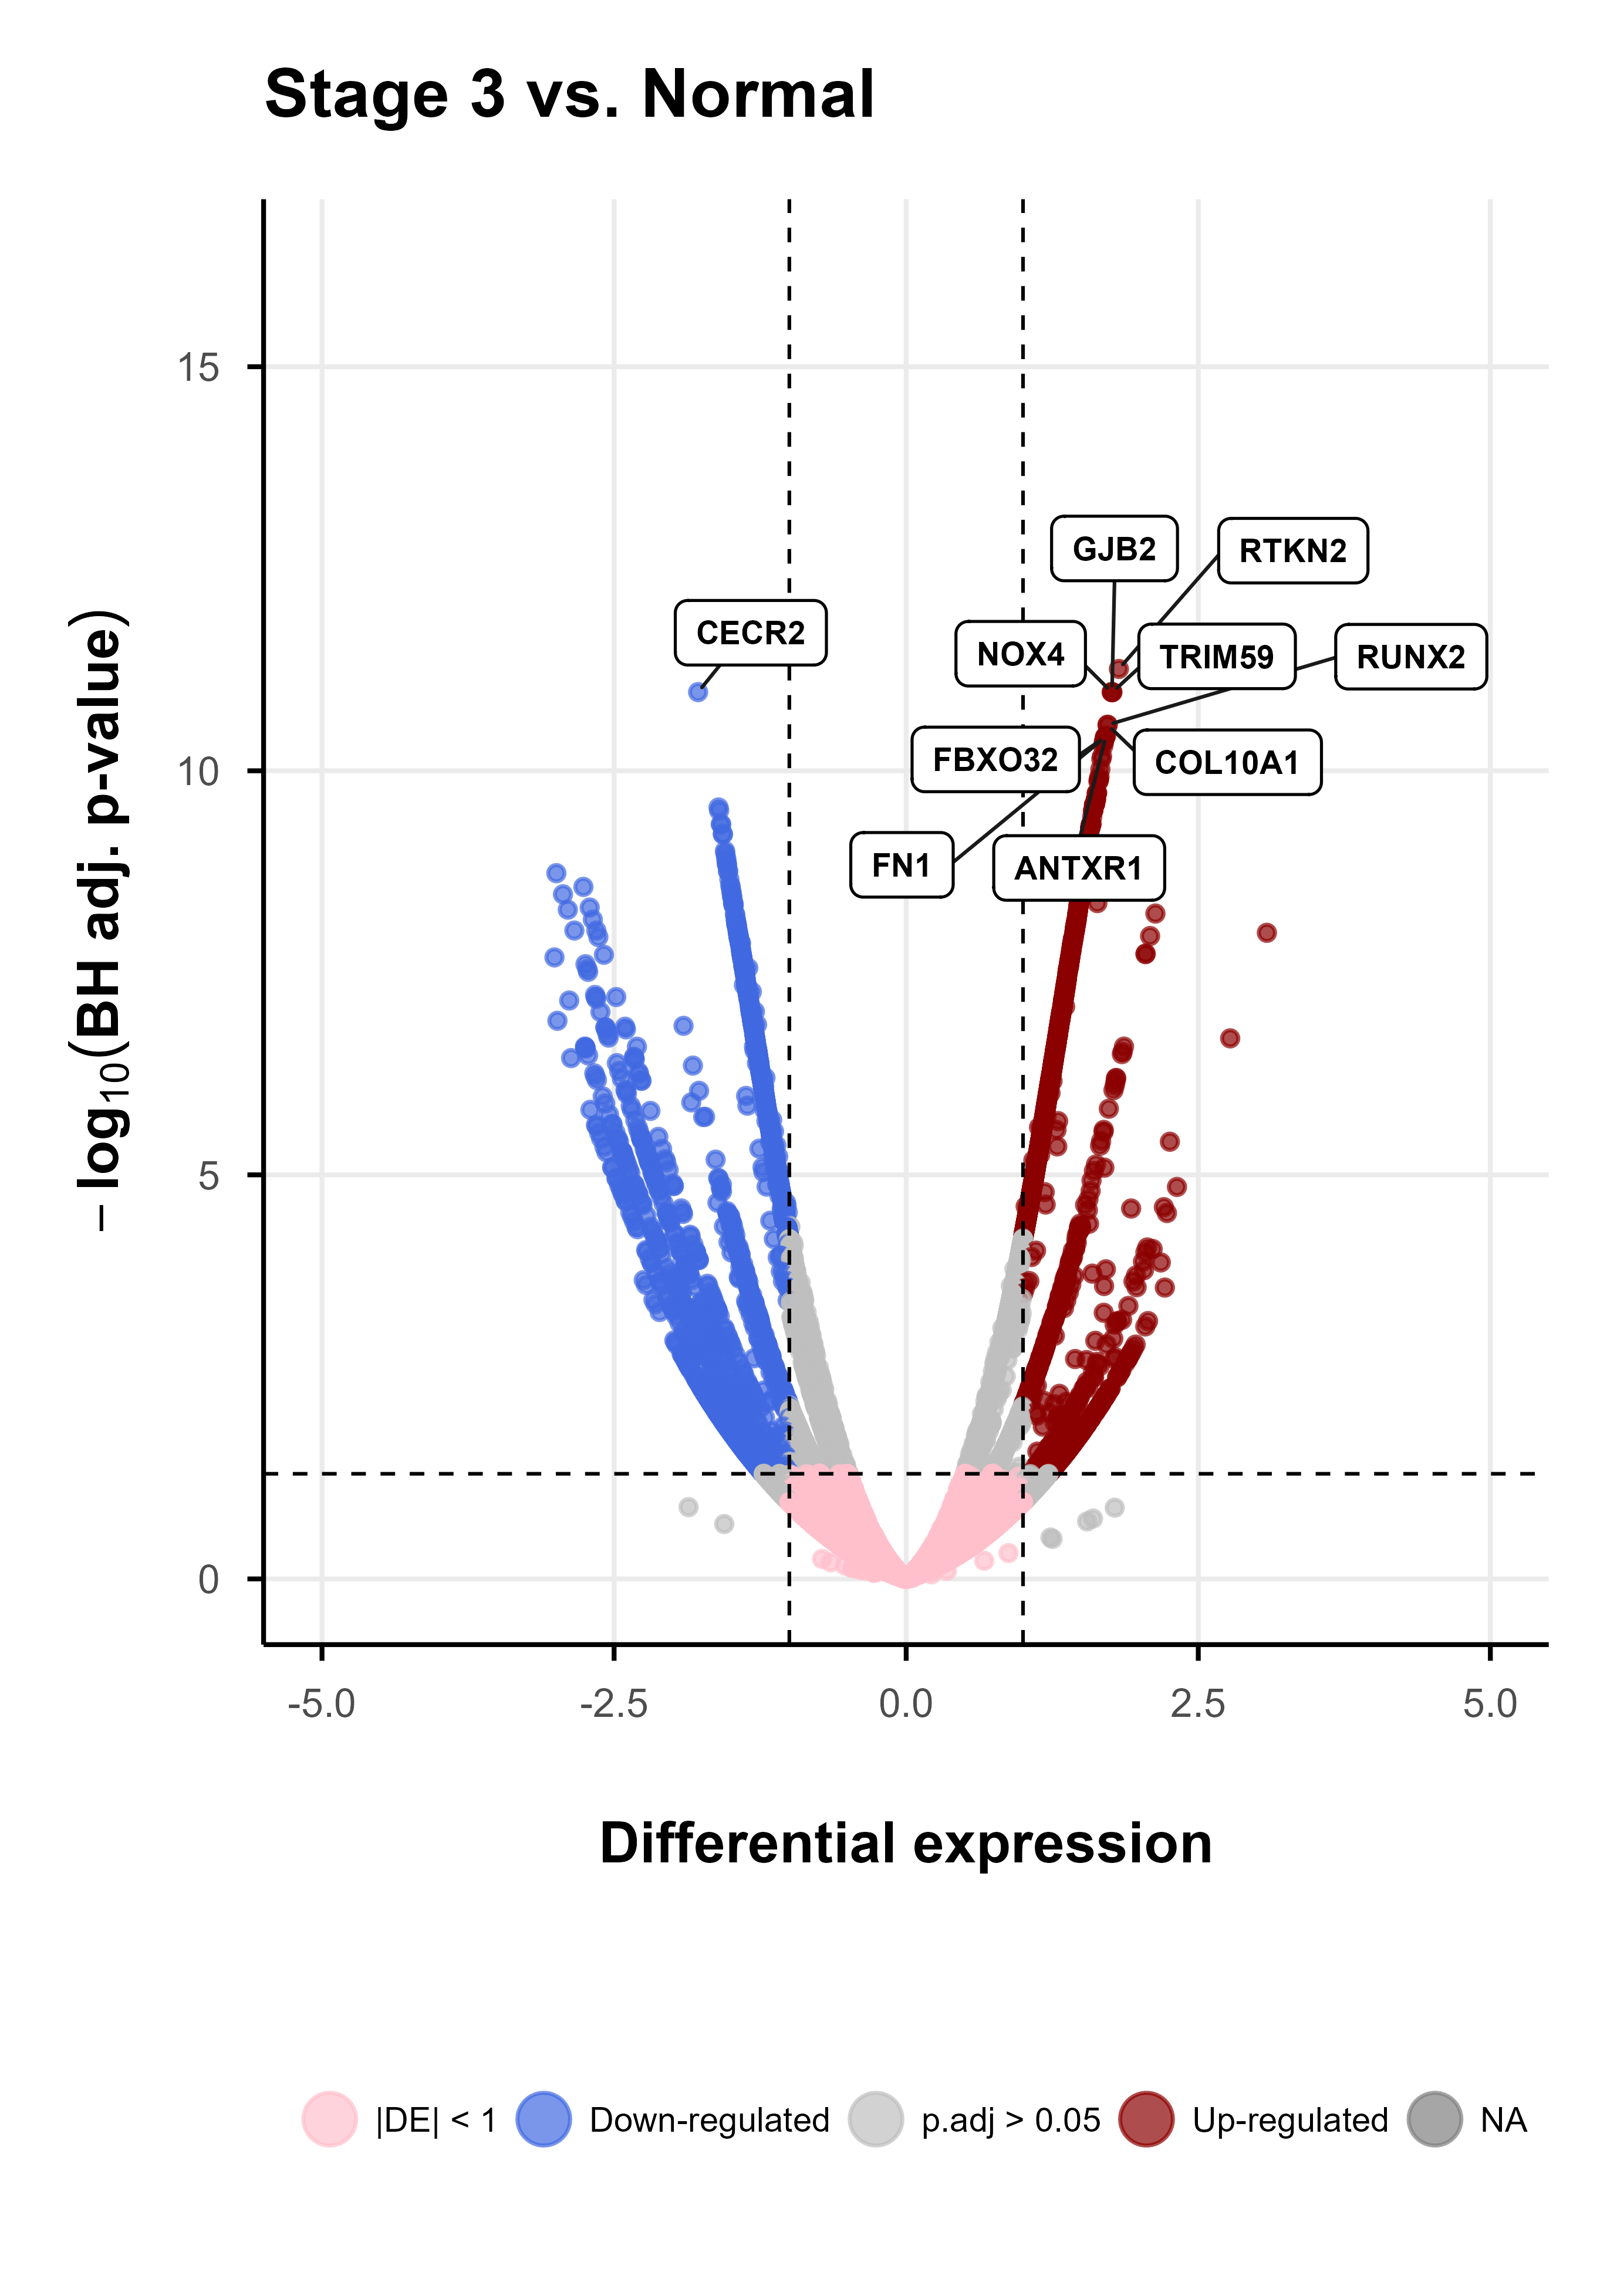 Stage 3 vs. Normal
− log10(BH adj. p-value)
15
10
5
0
GJB2
RTKN2
CECR2
NOX4
TRIM59
RUNX2
FBXO32
COL10A1
FN1
ANTXR1
-5.0
-2.5
0.0
2.5
5.0
Differential expression
|DE| < 1
Down-regulated
p.adj > 0.05
Up-regulated
NA